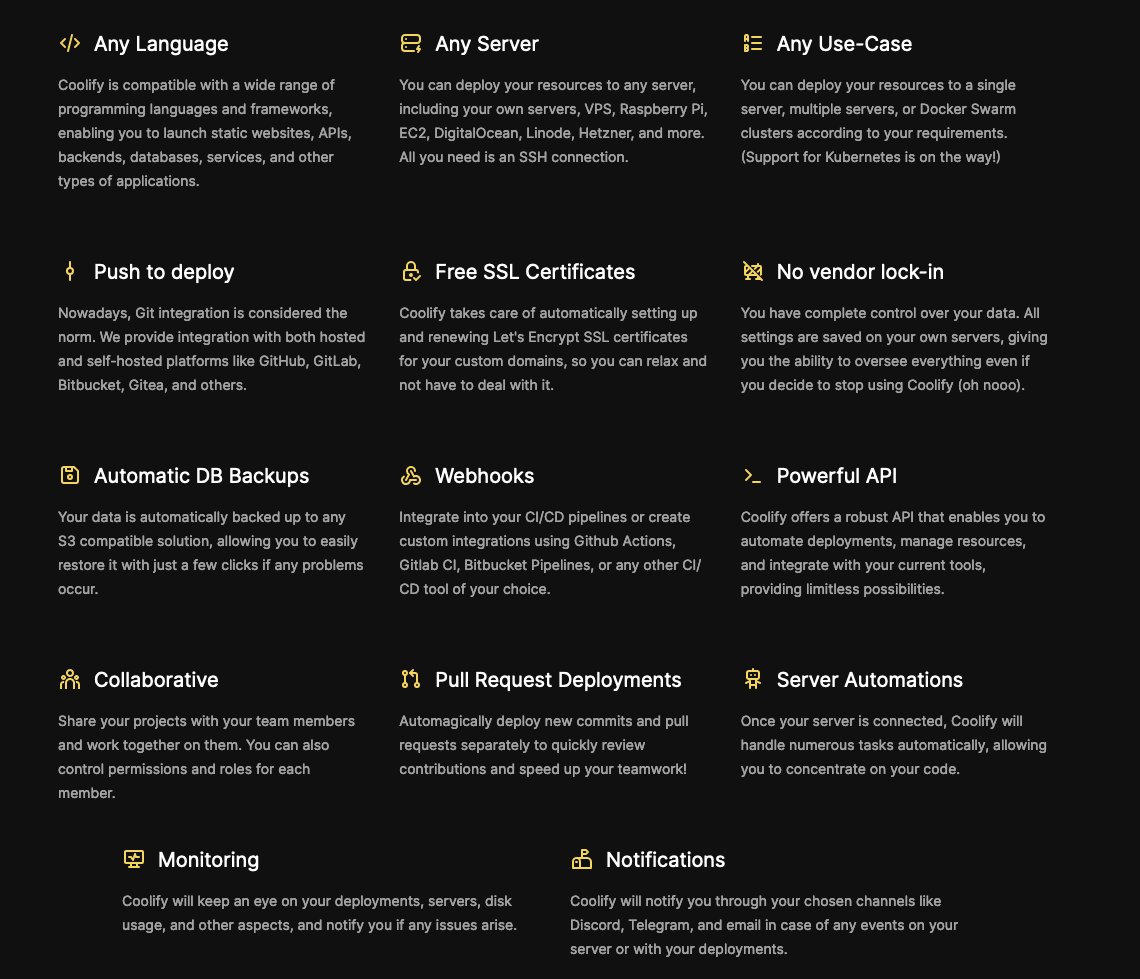 Any Language
Coolify is compatible with a wide range of
programming languages and frameworks,
enabling you to launch static websites, APIs,
backends, databases, services, and other
types of applications.
Any Server
You can deploy your resources to any server,
including your own servers, VPS, Raspberry Pi,
EC2, DigitalOcean, Linode, Hetzner, and more.
All you need is an SSH connection.
Any Use-Case
You can deploy your resources to a single
server, multiple servers, or Docker Swarm
clusters according to your requirements.
(Support for Kubernetes is on the way!)
Push to deploy
Nowadays, Git integration is considered the
norm. We provide integration with both hosted
and self-hosted platforms like GitHub, GitLab,
Bitbucket, Gitea, and others.
Free SSL Certificates
Coolify takes care of automatically setting up
and renewing Let's Encrypt SSL certificates
for your custom domains, so you can relax and
not have to deal with it.
No vendor lock-in
You have complete control over your data. All
settings are saved on your own servers, giving
you the ability to oversee everything even if
you decide to stop using Coolify (oh nooo).
Automatic DB Backups
Your data is automatically backed up to any
S3 compatible solution, allowing you to easily
restore it with just a few clicks if any problems
occur.
Webhooks
Integrate into your CI/CD pipelines or create
custom integrations using Github Actions,
Gitlab CI, Bitbucket Pipelines, or any other CI/
CD tool of your choice.
Powerful API
Coolify offers a robust API that enables you to
automate deployments, manage resources,
and integrate with your current tools,
providing limitless possibilities.
Collaborative
Share your projects with your team members
and work together on them. You can also
control permissions and roles for each
member.
Pull Request Deployments
Automagically deploy new commits and pull
requests separately to quickly review
contributions and speed up your teamwork!
Server Automations
Once your server is connected, Coolify will
handle numerous tasks automatically, allowing
you to concentrate on your code.
Monitoring
Coolify will keep an eye on your deployments, servers, disk
usage, and other aspects, and notify you if any issues arise.
Notifications
Coolify will notify you through your chosen channels like
Discord, Telegram, and email in case of any events on your
server or with your deployments.